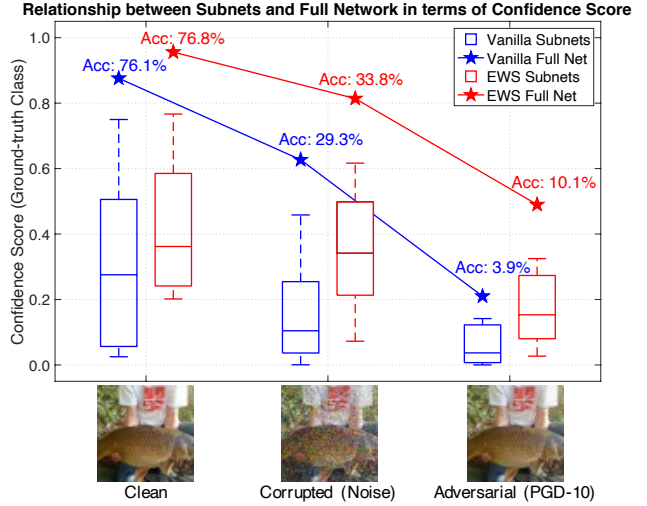 Relationship between Subnets and Full Network in terms of Confidence Score
Confidence Score (Ground-truth Class)
1.0
0.8
0.6
0.4
0.2
0.0
Acc: 76.1%
Acc: 76.8%
Acc: 29.3%
Acc: 33.8%
Acc: 3.9%
Acc: 10.1%
Vanilla Subnets
Vanilla Full Net
EWS Subnets
EWS Full Net
Clean
Corrupted (Noise)
Adversarial (PGD-10)